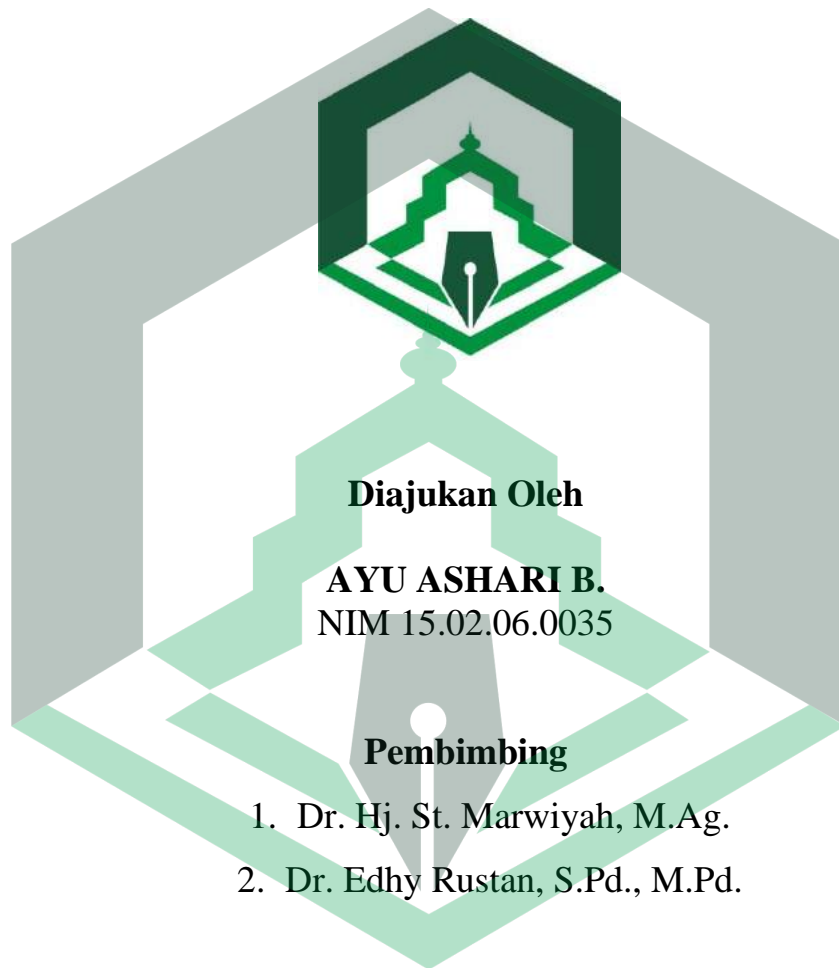 Diajukan Oleh
AYU ASHARI B.
NIM 15.02.06.0035
Pembimbing
1. Dr. Hj. St. Marwiyah, M.Ag.
2. Dr. Edhy Rustan, S.Pd., M.Pd.